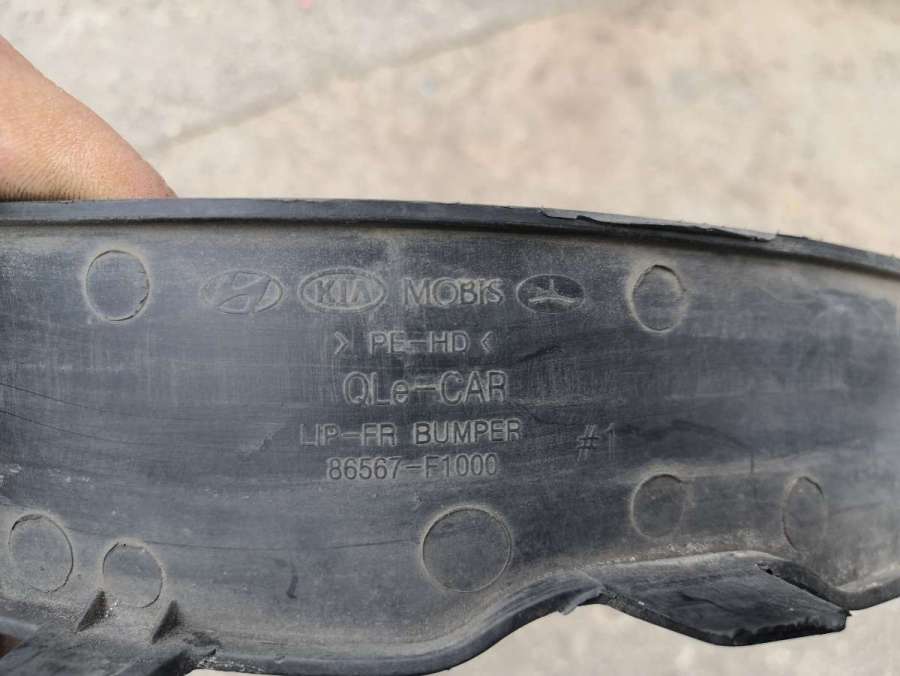 KIA MOBIS
> PE-HD <
QLe-CAR
LIP-FR BUMPER #1
86567-F1000